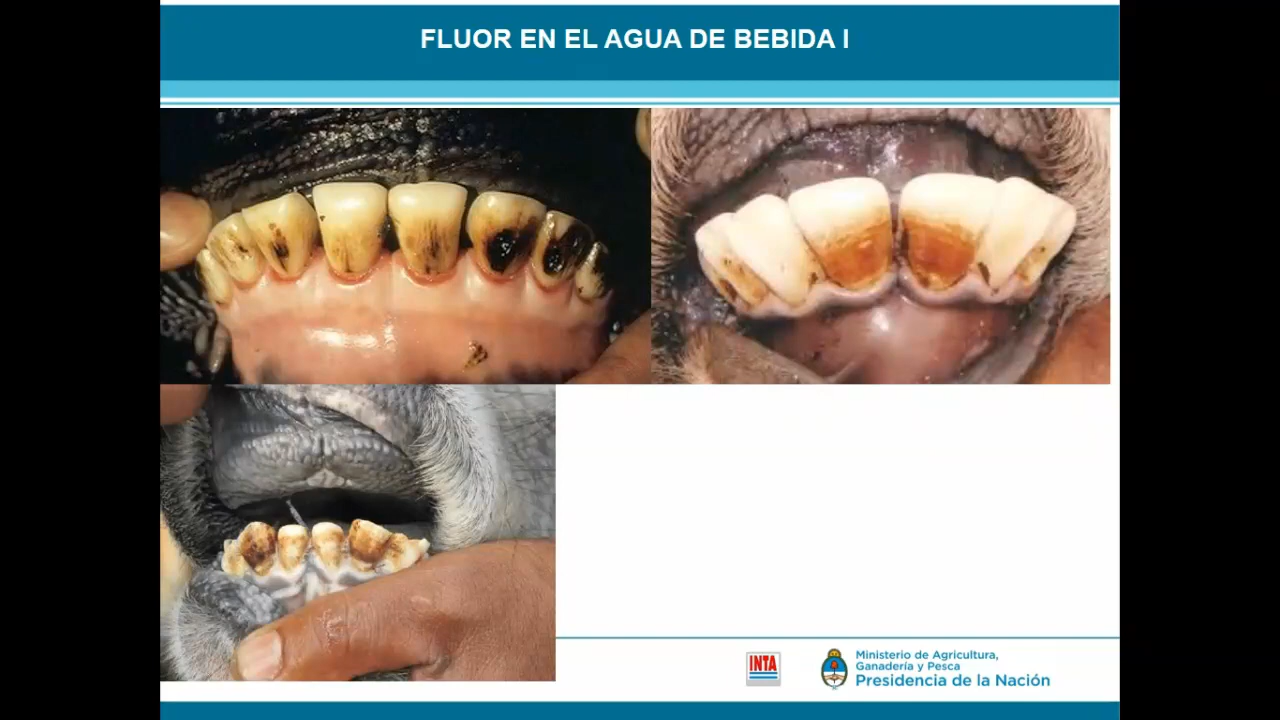 FLUOR EN EL AGUA DE BEBIDA I
INTA
Ministerio de Agricultura,
Ganadería y Pesca
Presidencia de la Nación